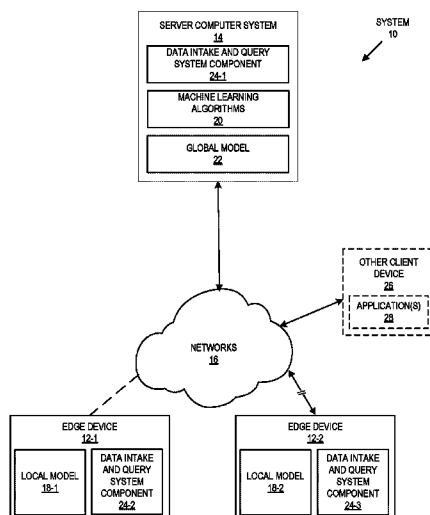 SERVER COMPUTER SYSTEM
14
DATA INTAKE AND QUERY
SYSTEM COMPONENT
24-1
MACHINE LEARNING
ALGORITHMS
20
GLOBAL MODEL
22
SYSTEM
10
OTHER CLIENT
DEVICE
26
APPLICATION(S)
28
NETWORKS
16
EDGE DEVICE
12-1
LOCAL MODEL
18-1
DATA INTAKE
AND QUERY
SYSTEM
COMPONENT
24-2
EDGE DEVICE
12-2
LOCAL MODEL
18-2
DATA INTAKE
AND QUERY
SYSTEM
COMPONENT
24-3